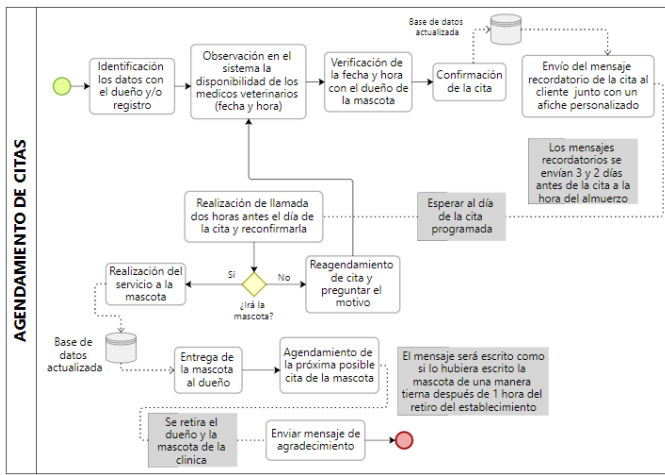 AGENDAMIENTO DE CITAS
Identificación
los datos con
el dueño y/o
registro
Observación en el
sistema la
disponibilidad de los
medicos veterinarios
(fecha y hora)
Verificación de
la fecha y hora
con el dueño de
la mascota
Confirmación
de la cita
Base de datos
actualizada
Envío del mensaje
recordatorio de la cita al
cliente junto con un
afiche personalizado
Los mensajes
recordatorios se
envían 3 y 2 días
antes de la cita a la
hora del almuerzo
Esperar al día
de la cita
programada
Realización de llamada
dos horas antes el día de
la cita y reconfirmarla
¿Irá la
mascota?
Si
No
Realización del
servicio a la
mascota
Reagendamiento
de cita y
preguntar el
motivo
Base de
datos
actualizada
Entrega de
la mascota
al dueño
Agendamiento de
la próxima posible
cita de la mascota
El mensaje será escrito como
si lo hubiera escrito la
mascota de una manera
tierna después de 1 hora del
retiro del establecimiento
Se retira el
dueño y la
mascota de la
clinica
Enviar mensaje de
agradecimiento